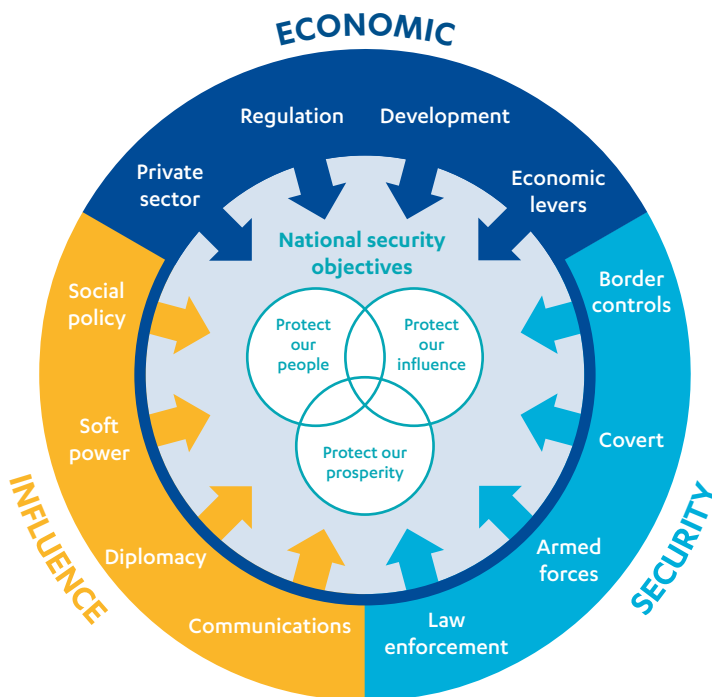 ECONOMIC
Regulation
Development
Private
sector
Economic
levers
National security
objectives
Social
policy
Border
controls
Protect
our
people
Protect
our
influence
Soft
power
Covert
Protect our
prosperity
INFLUENCE
SECURITY
Diplomacy
Armed
forces
Communications
Law
enforcement